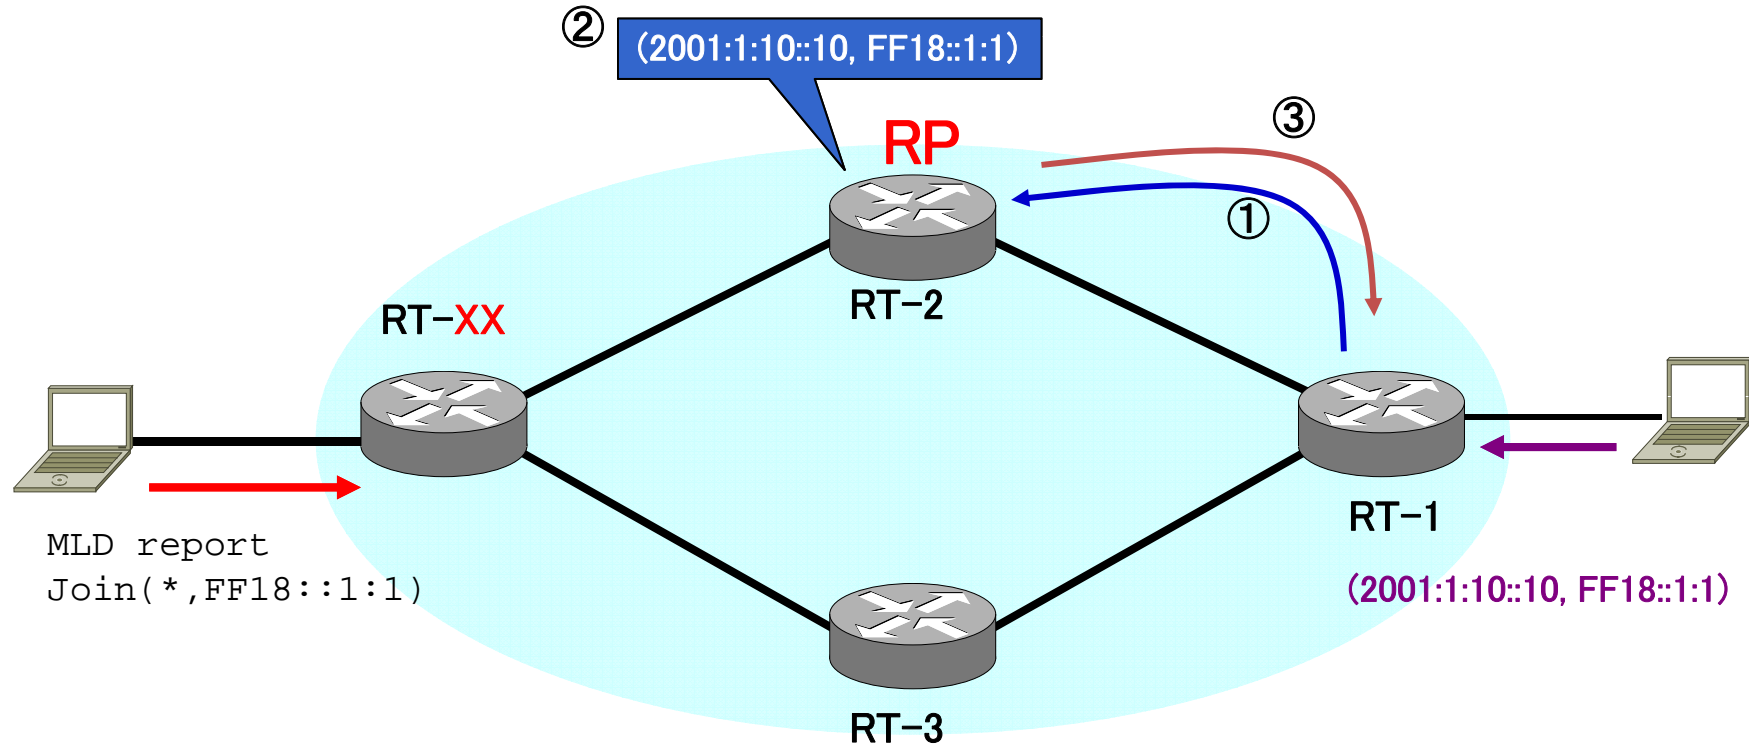 ②
(2001:1:10::10, FF18::1:1)
③
RP
①
RT-2
RT-XX
RT-1
MLD report
Join(*,FF18::1:1)
(2001:1:10::10, FF18::1:1)
RT-3